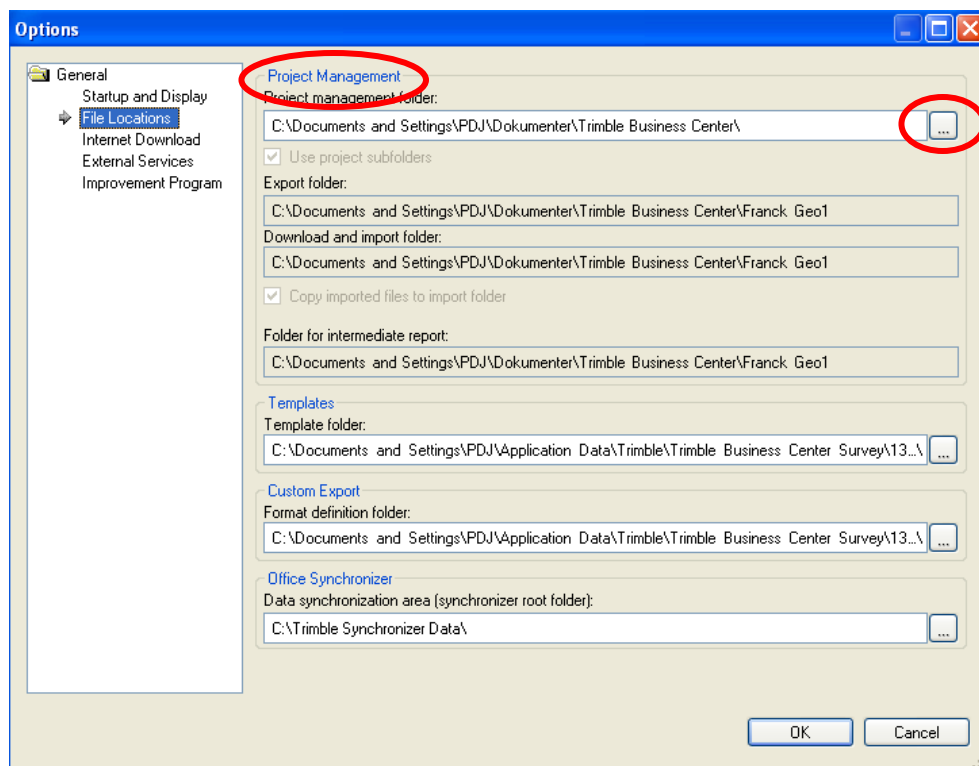 Options
General
Startup and Display
File Locations
Internet Download
External Services
Improvement Program
Project Management
Project management folder:
C:\Documents and Settings\PDJ\Dokumenter\Trimble Business Center\
...
Use project subfolders
Export folder:
C:\Documents and Settings\PDJ\Dokumenter\Trimble Business Center\Franck Geo1
Download and import folder:
C:\Documents and Settings\PDJ\Dokumenter\Trimble Business Center\Franck Geo1
Copy imported files to import folder
Folder for intermediate report:
C:\Documents and Settings\PDJ\Dokumenter\Trimble Business Center\Franck Geo1
Templates
Template folder:
C:\Documents and Settings\PDJ\Application Data\Trimble\Trimble Business Center Survey\13...\
...
Custom Export
Format definition folder:
C:\Documents and Settings\PDJ\Application Data\Trimble\Trimble Business Center Survey\13...\
...
Office Synchronizer
Data synchronization area (synchronizer root folder):
C:\Trimble Synchronizer Data\
...
OK
Cancel